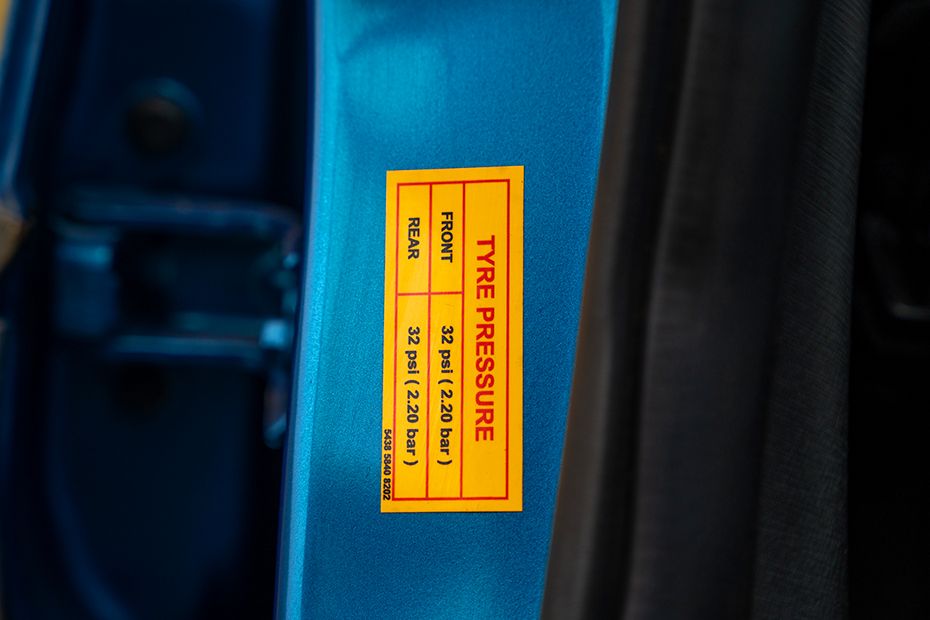 TYRE PRESSURE
FRONT 32 psi ( 2.20 bar )
REAR 32 psi ( 2.20 bar )
5438 5840 8202